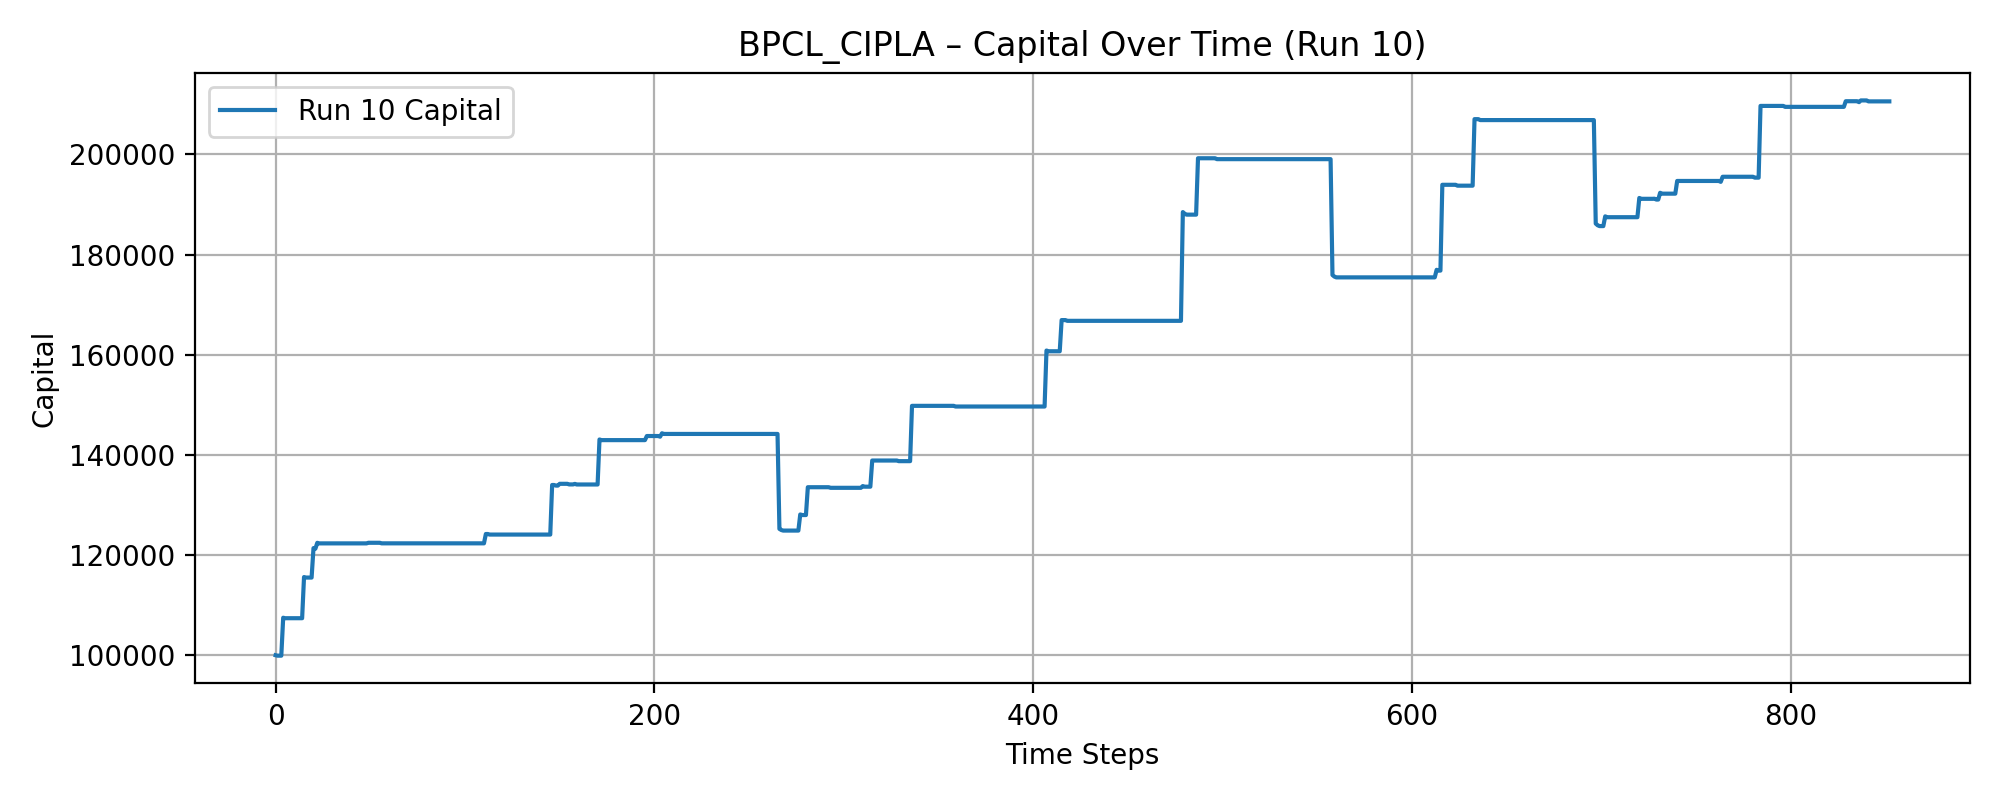 BPCL_CIPLA – Capital Over Time (Run 10)
Run 10 Capital
200000
180000
160000
140000
120000
100000
Capital
0 200 400 600 800
Time Steps